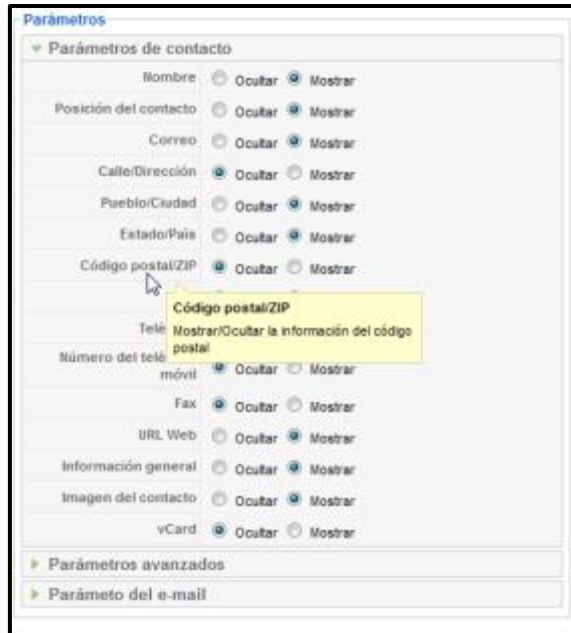 Parámetros
Parámetros de contacto
Nombre Ocultar Mostrar
Posición del contacto Ocultar Mostrar
Correo Ocultar Mostrar
Calle/Dirección Ocultar Mostrar
Pueblo/Ciudad Ocultar Mostrar
Estado/País Ocultar Mostrar
Código postal/ZIP Ocultar Mostrar
Código postal/ZIP
Mostrar/Ocultar la información del código
postal
Telé
Número del telé
móvil Ocultar Mostrar
Fax Ocultar Mostrar
URL Web Ocultar Mostrar
Información general Ocultar Mostrar
Imagen del contacto Ocultar Mostrar
vCard Ocultar Mostrar
Parámetros avanzados
Parámeto del e-mail